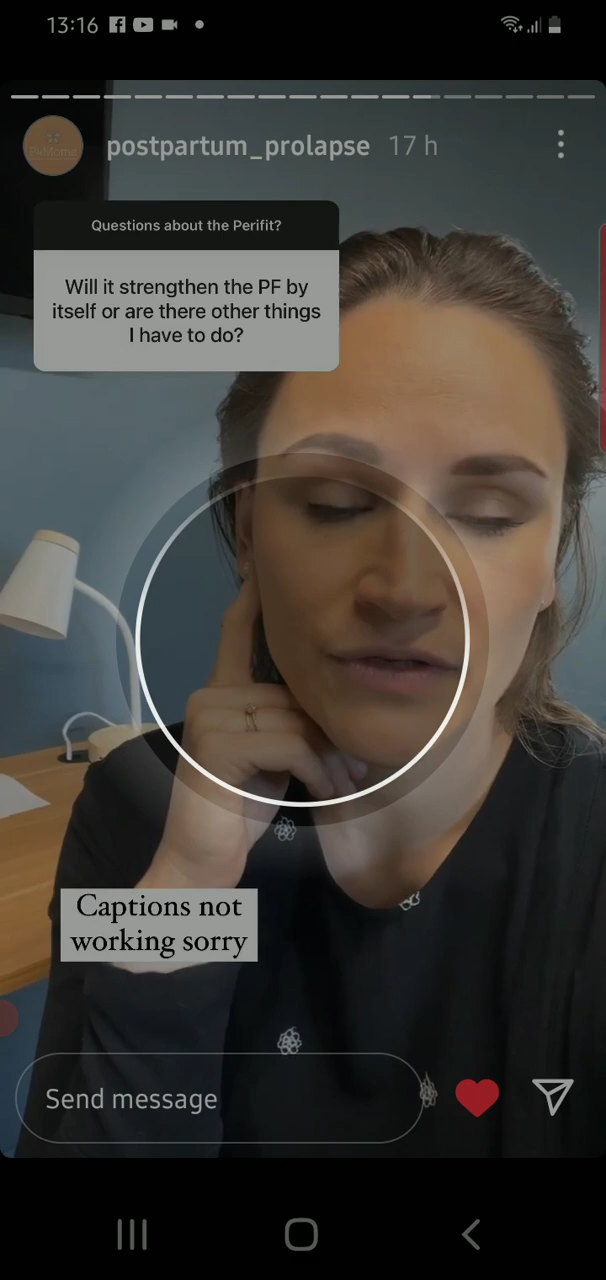 13:16
postpartum_prolapse 17 h
Questions about the Perifit?
Will it strengthen the PF by
itself or are there other things
I have to do?
Captions not
working sorry
Send message